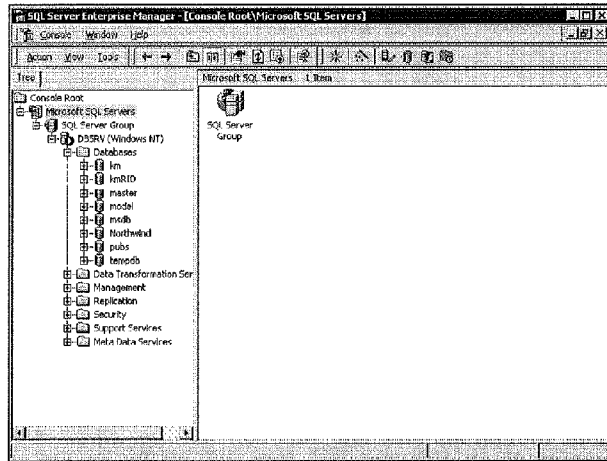 SQL Server Enterprise Manager - [Console Root\Microsoft SQL Servers]
Console Window Help
Action View Tools
Tree
Microsoft SQL Servers 1 Item
Console Root
Microsoft SQL Servers
SQL Server Group
DBSRV (Windows NT)
Databases
km
kmRID
master
model
msdb
Northwind
pubs
tempdb
Data Transformation Ser
Management
Replication
Security
Support Services
Meta Data Services
SQL Server
Group